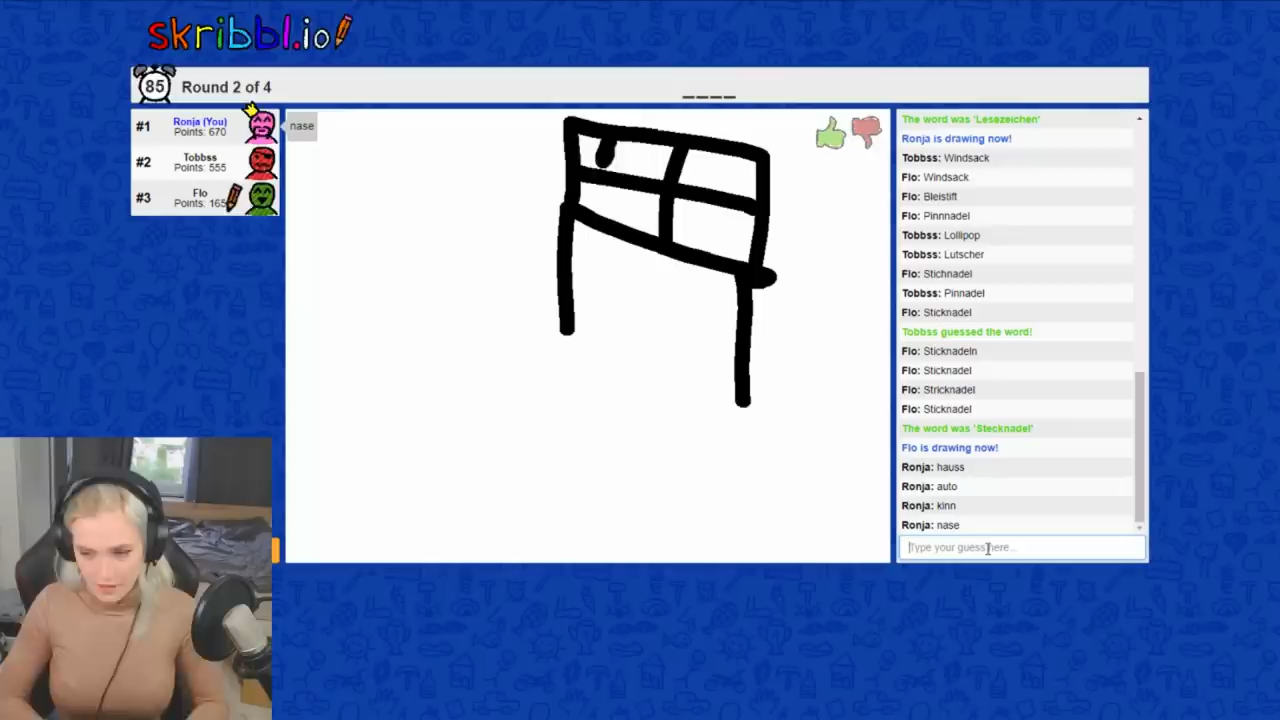 skribbl.io
85
Round 2 of 4
____
#1
Ronja (You)
Points: 670
nase
#2
Tobbss
Points: 555
#3
Flo
Points: 165
The word was 'Lesezeichen'
Ronja is drawing now!
Tobbss: Windsack
Flo: Windsack
Flo: Bleistift
Flo: Pinnnadel
Tobbss: Lollipop
Tobbss: Lutscher
Flo: Stichnadel
Tobbss: Pinnadel
Flo: Sticknadel
Tobbss guessed the word!
Flo: Sticknadeln
Flo: Sticknadel
Flo: Stricknadel
Flo: Sticknadel
The word was 'Stecknadel'
Flo is drawing now!
Ronja: hauss
Ronja: auto
Ronja: kinn
Ronja: nase
Type your guess here...